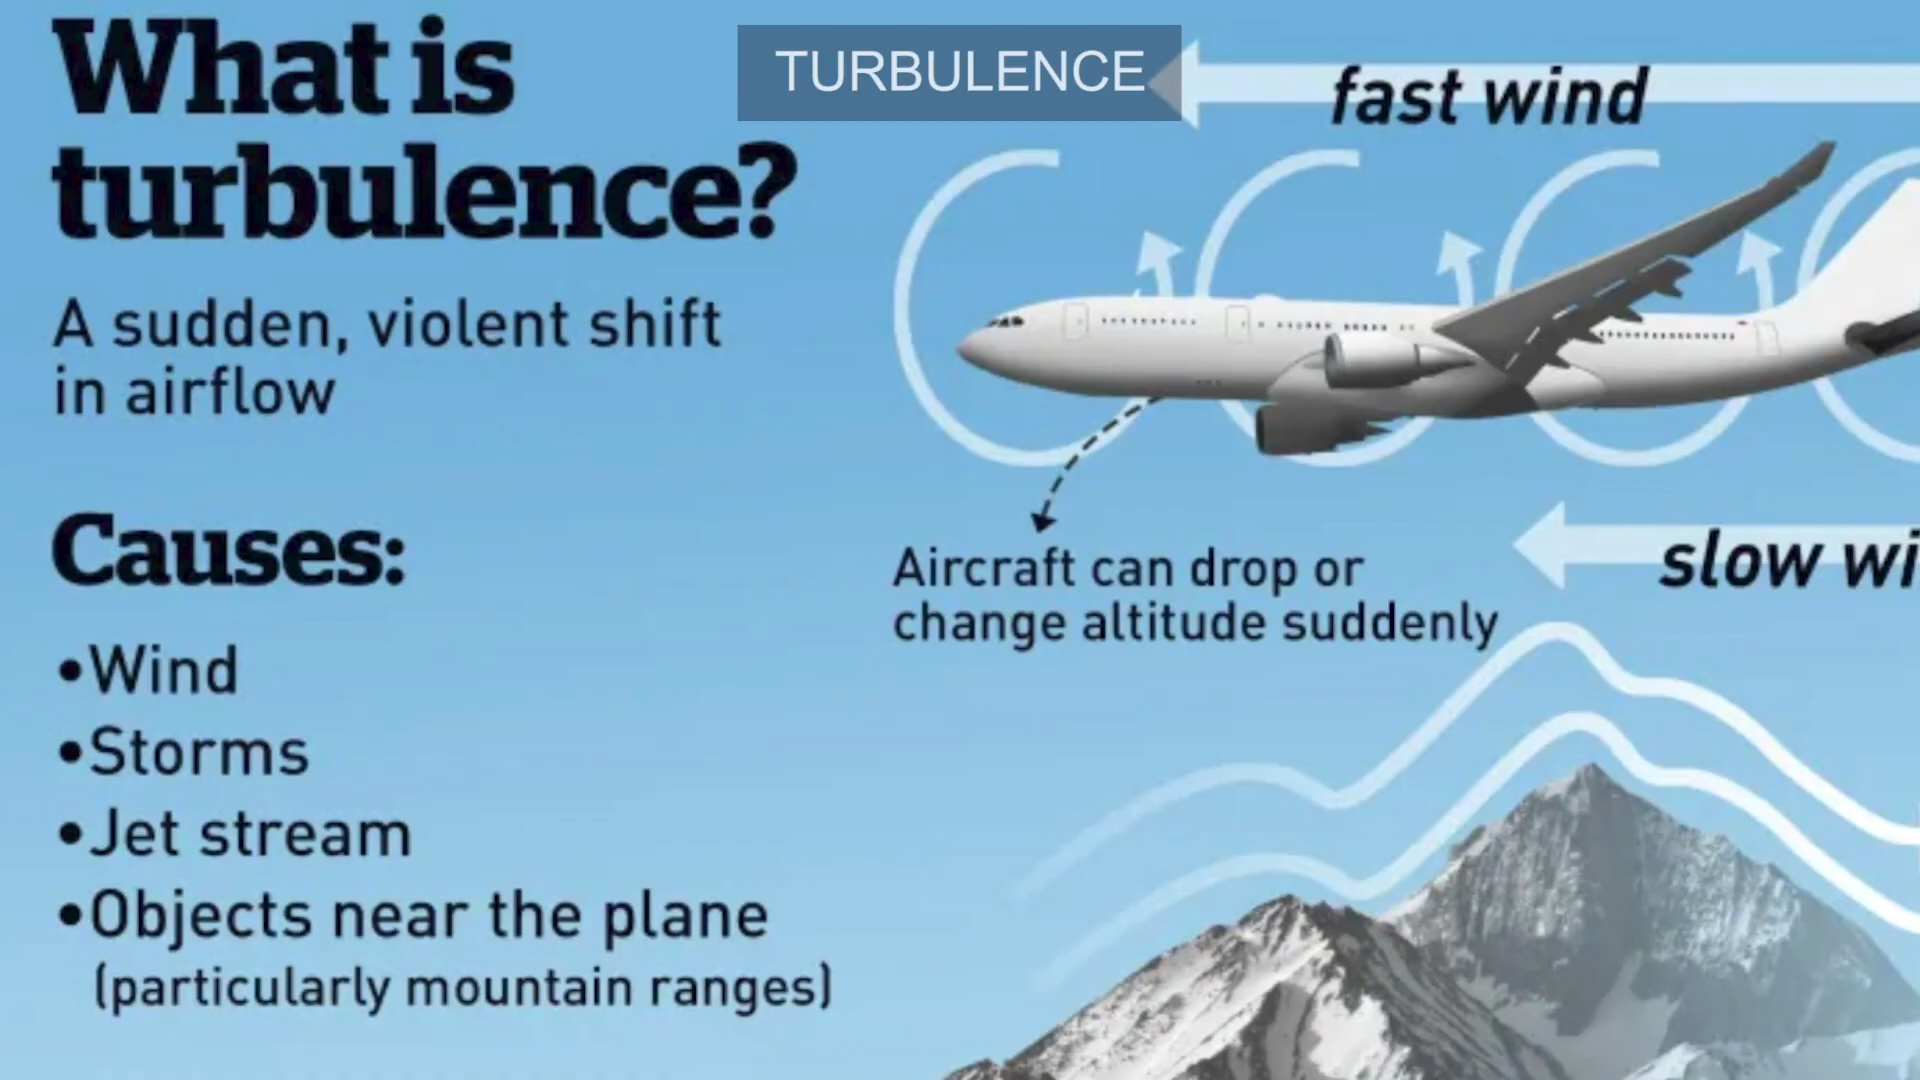 What is
turbulence?
A sudden, violent shift
in airflow
Causes:
•Wind
•Storms
•Jet stream
•Objects near the plane
(particularly mountain ranges)
TURBULENCE
fast wind
Aircraft can drop or
change altitude suddenly
slow wi